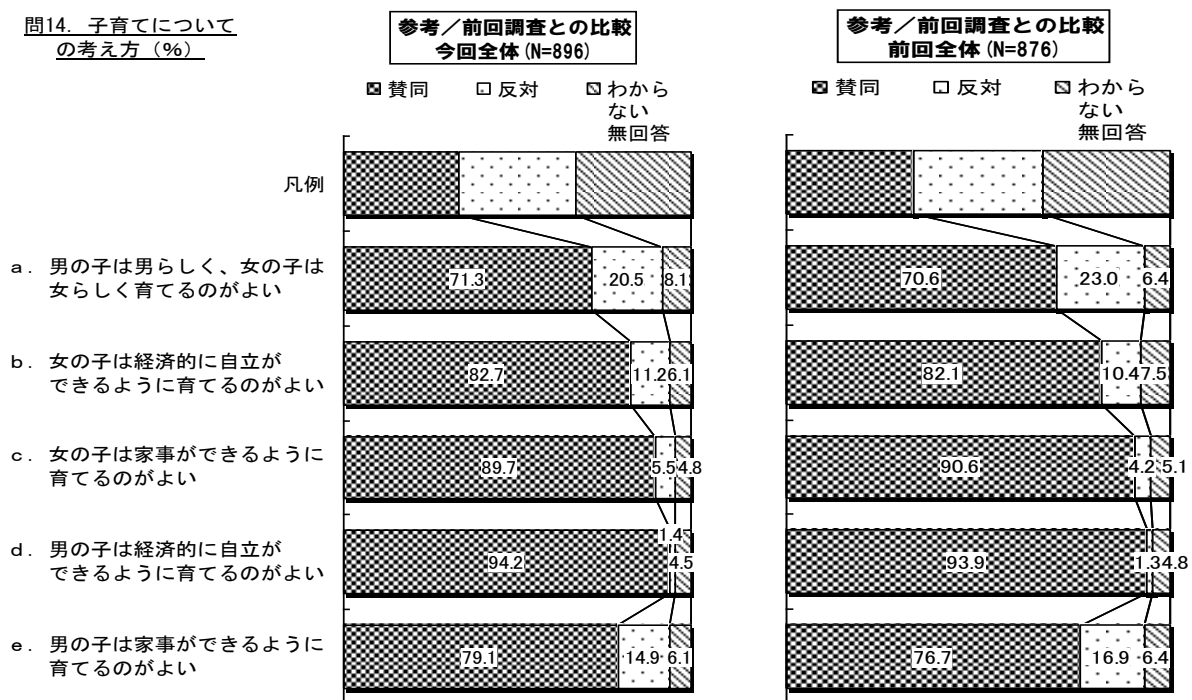 問14．子育てについて
の考え方（%）
参考／前回調査との比較
今回全体(N=896)
賛同
反対
わから
ない
無回答
参考／前回調査との比較
前回全体(N=876)
賛同
反対
わから
ない
無回答
凡例
a．男の子は男らしく、女の子は
女らしく育てるのがよい
71.3 20.5 8.1
70.6 23.0 6.4
b．女の子は経済的に自立が
できるように育てるのがよい
82.7 11.2 6.1
82.1 10.4 7.5
c．女の子は家事ができるように
育てるのがよい
89.7 5.5 4.8
90.6 4.2 5.1
d．男の子は経済的に自立が
できるように育てるのがよい
94.2 1.4 4.5
93.9 1.3 4.8
e．男の子は家事ができるように
育てるのがよい
79.1 14.9 6.1
76.7 16.9 6.4